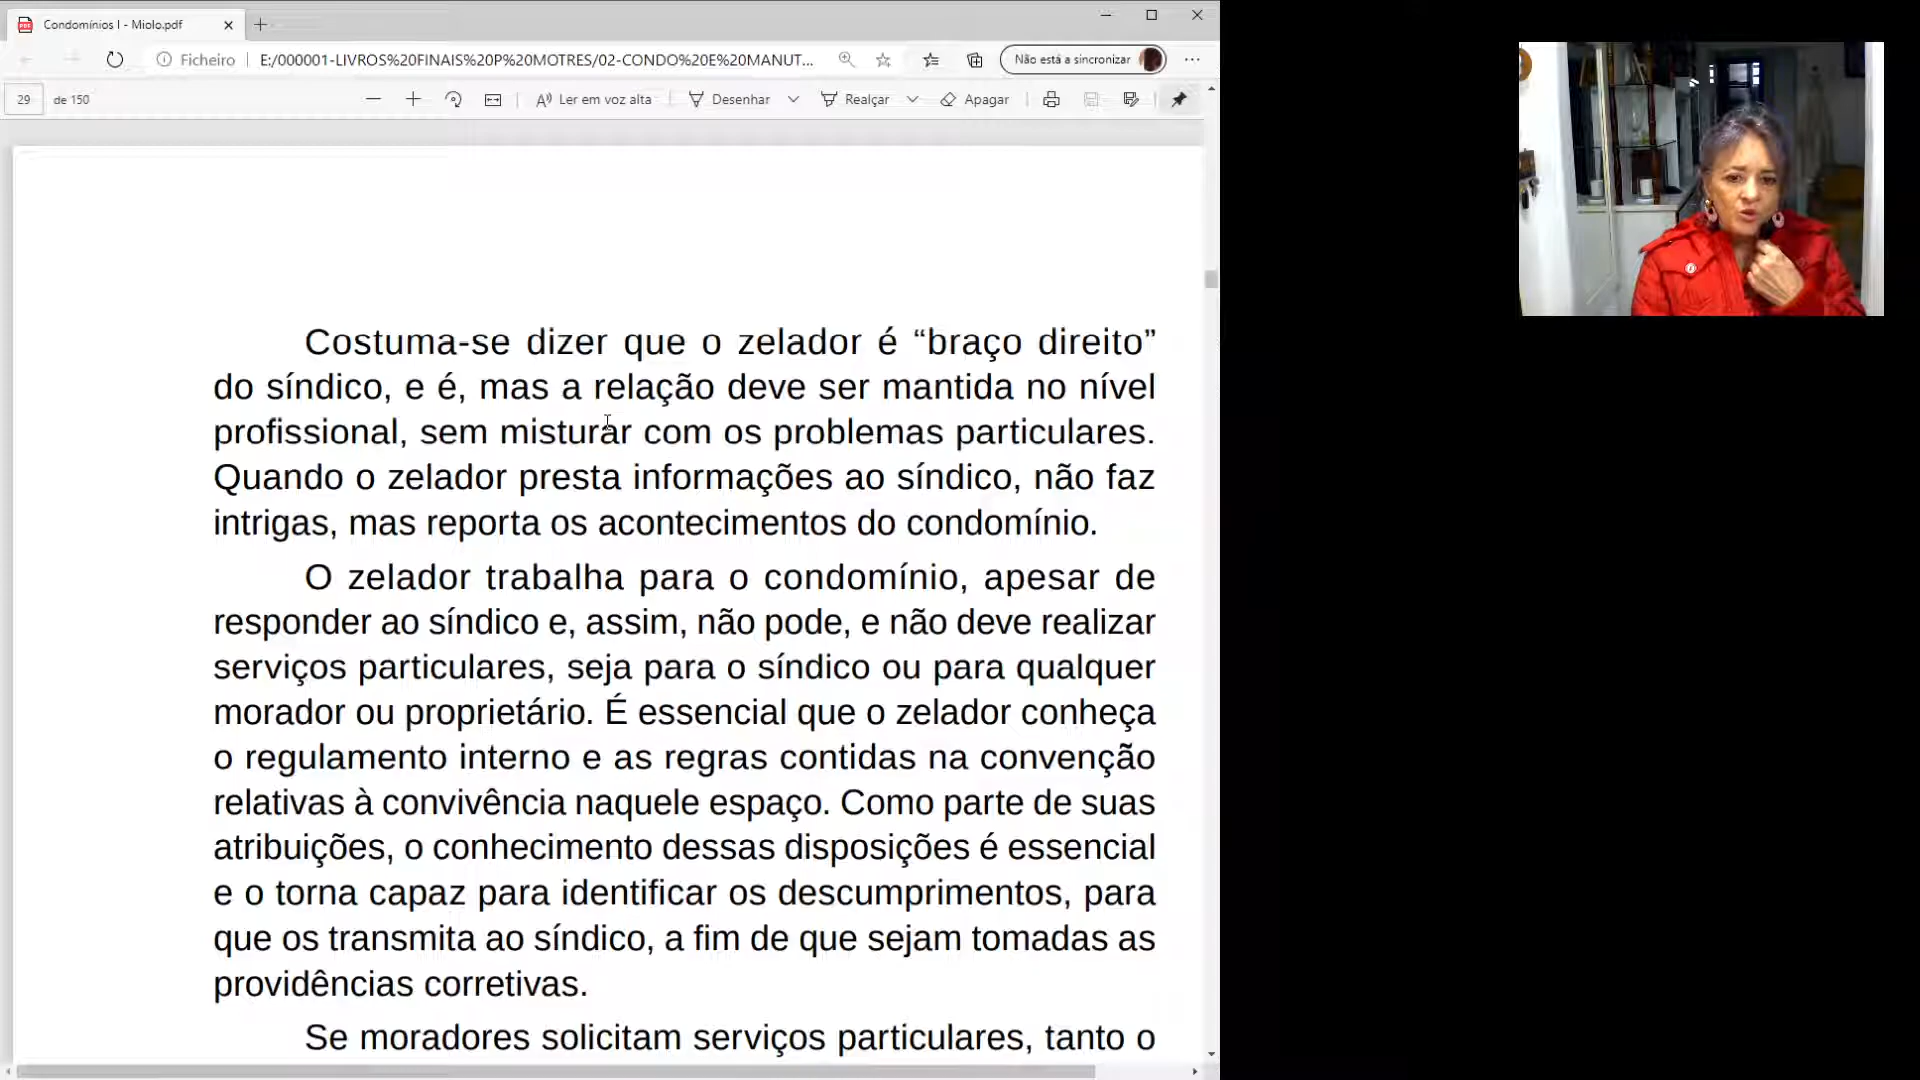 Condomínios I - Miolo.pdf
Ficheiro
E:/000001-LIVROS%20FINAIS%20P%20MOTRES/02-CONDO%20E%20MANUT...
Não está a sincronizar
29 de 150
Ler em voz alta
Desenhar
Realçar
Apagar
Costuma-se dizer que o zelador é “braço direito”
do síndico, e é, mas a relação deve ser mantida no nível
profissional, sem misturar com os problemas particulares.
Quando o zelador presta informações ao síndico, não faz
intrigas, mas reporta os acontecimentos do condomínio.
O zelador trabalha para o condomínio, apesar de
responder ao síndico e, assim, não pode, e não deve realizar
serviços particulares, seja para o síndico ou para qualquer
morador ou proprietário. É essencial que o zelador conheça
o regulamento interno e as regras contidas na convenção
relativas à convivência naquele espaço. Como parte de suas
atribuições, o conhecimento dessas disposições é essencial
e o torna capaz para identificar os descumprimentos, para
que os transmita ao síndico, a fim de que sejam tomadas as
providências corretivas.
Se moradores solicitam serviços particulares, tanto o